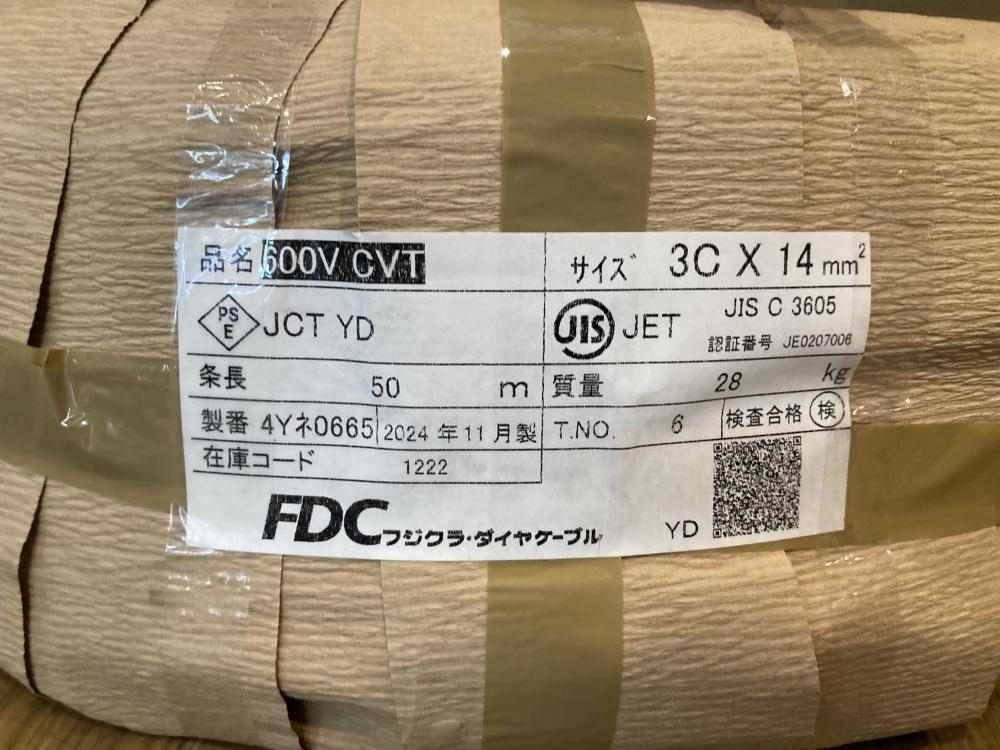 品名 600V CVT
サイズ 3C X 14 mm²
PS E JCT YD
JIS JET JIS C 3605
認証番号 JE0207006
条長 50 m
質量 28 kg
製番 4Yネ0665 2024 年 11 月製
T.NO. 6 検査合格 検
在庫コード 1222
FDC フジクラ・ダイヤケーブル
YD